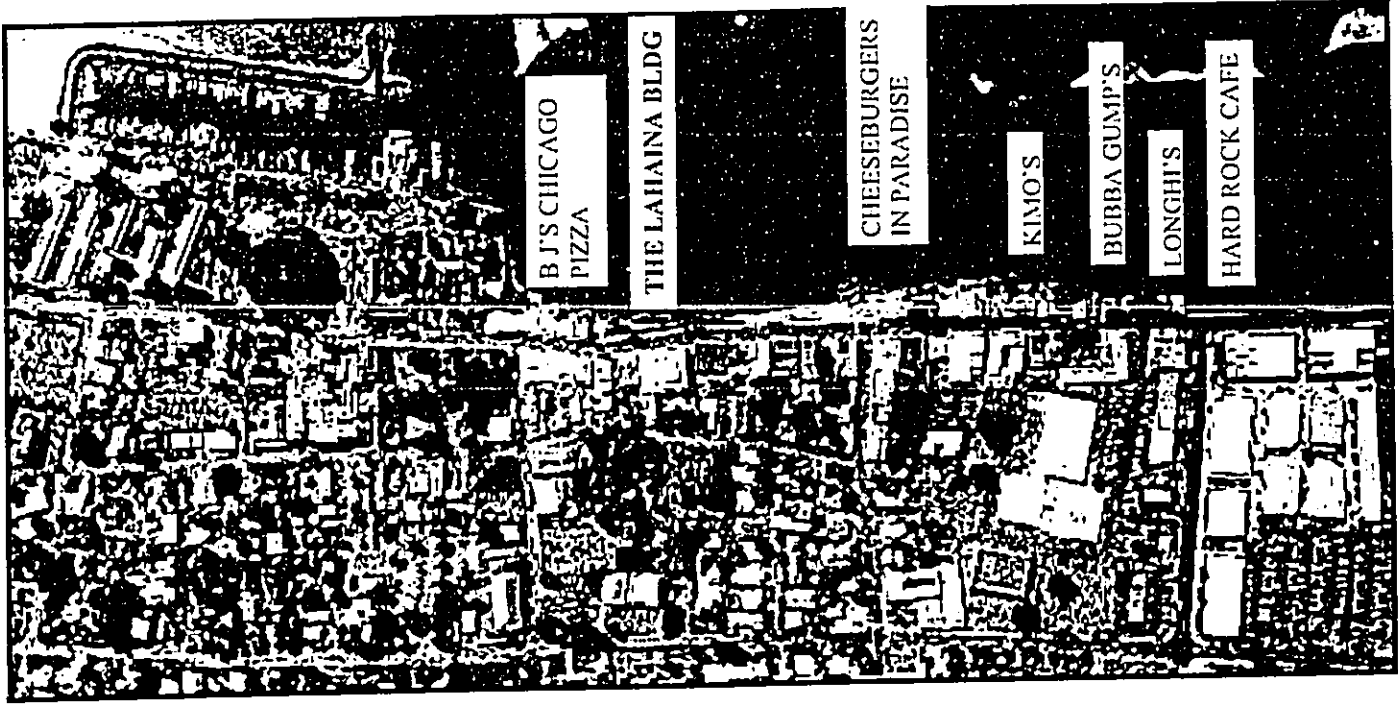 B J'S CHICAGO
PIZZA
THE LAHAINA BLDG
CHEESEBURGERS
IN PARADISE
KIMO'S
BUBBA GUMP'S
LONGHI'S
HARD ROCK CAFE